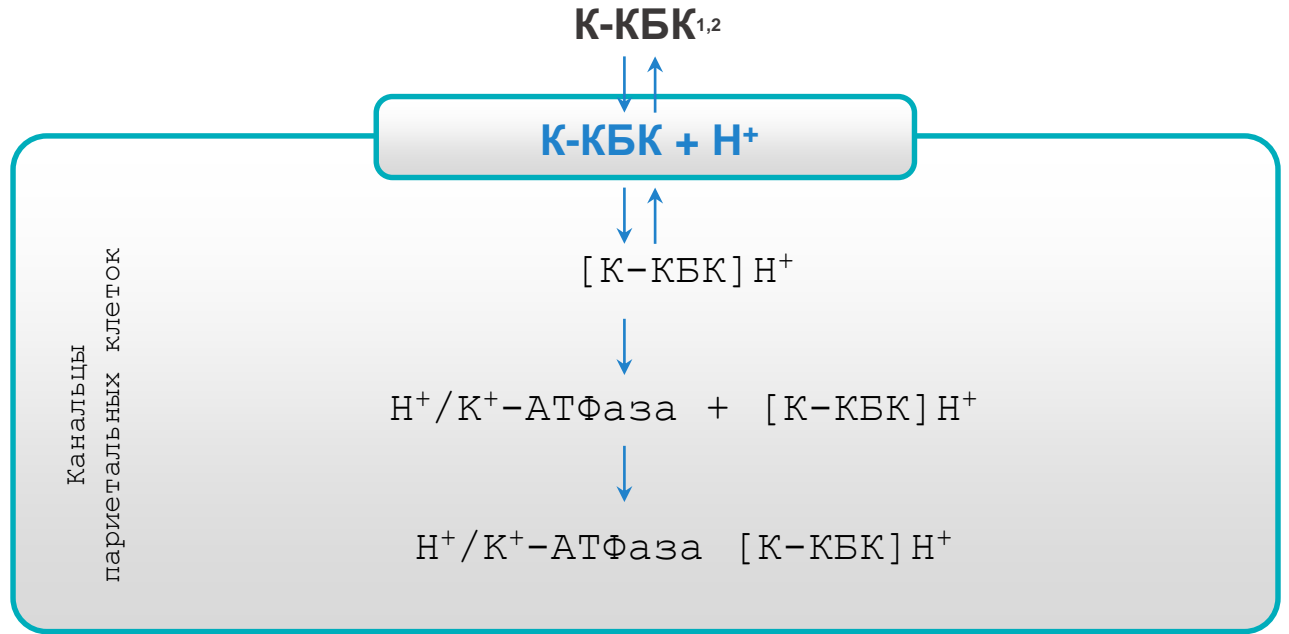 К-КБК1,2
К-КБК + H+
[К-КБК]H+
H+/K+-АТФаза + [К-КБК]H+
H+/K+-АТФаза [К-КБК]H+
Канальцы
париетальных клеток